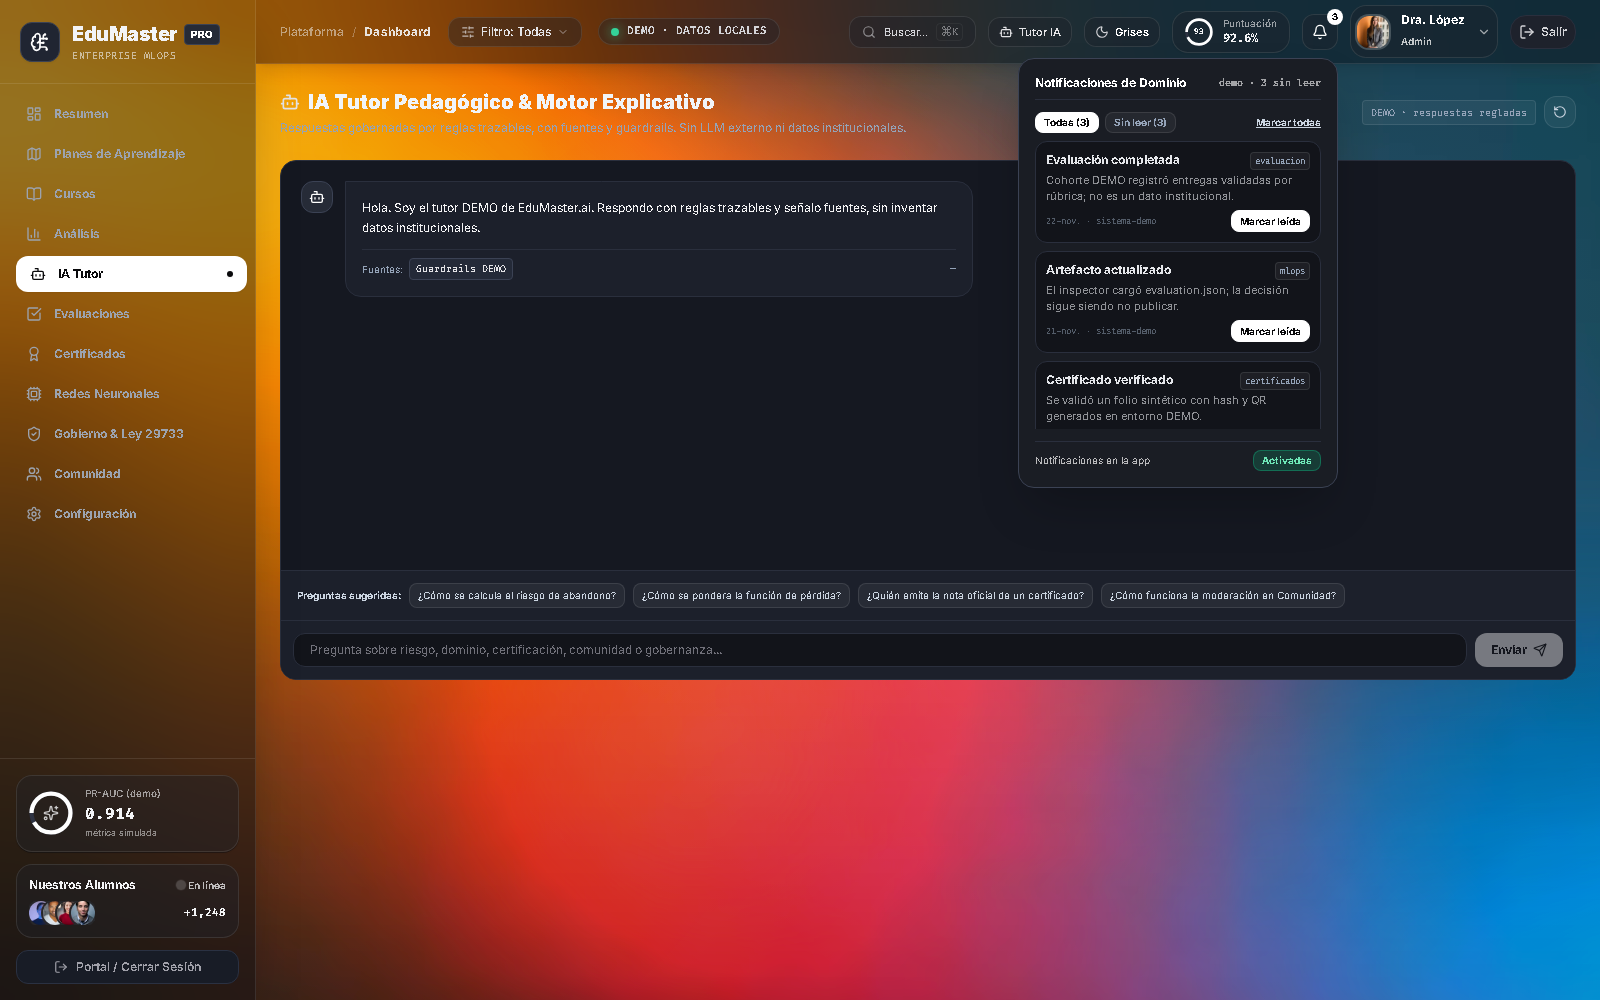 EduMaster PRO
ENTERPRISE MLOPS
Resumen
Planes de Aprendizaje
Cursos
Análisis
IA Tutor
Evaluaciones
Certificados
Redes Neuronales
Gobierno & Ley 29733
Comunidad
Configuración
PR-AUC (demo)
0.914
métrica simulada
Nuestros Alumnos
En línea
+1,248
Portal / Cerrar Sesión
Plataforma / Dashboard
Filtro: Todas
DEMO · DATOS LOCALES
Buscar... ⌘K
Tutor IA
Grises
93
Puntuación
92.6%
3
Dra. López
Admin
Salir
IA Tutor Pedagógico & Motor Explicativo
Respuestas gobernadas por reglas trazables, con fuentes y guardrails. Sin LLM externo ni datos institucionales.
DEMO · respuestas regladas
Hola. Soy el tutor DEMO de EduMaster.ai. Respondo con reglas trazables y señalo fuentes, sin inventar
datos institucionales.
Fuentes: Guardrails DEMO —
Notificaciones de Dominio
demo · 3 sin leer
Todas (3)
Sin leer (3)
Marcar todas
Evaluación completada
evaluacion
Cohorte DEMO registró entregas validadas por
rúbrica; no es un dato institucional.
22-nov. · sistema-demo
Marcar leída
Artefacto actualizado
mlops
El inspector cargó evaluation.json; la decisión
sigue siendo no publicar.
21-nov. · sistema-demo
Marcar leída
Certificado verificado
certificados
Se validó un folio sintético con hash y QR
generados en entorno DEMO.
Notificaciones en la app
Activadas
Preguntas sugeridas:
¿Cómo se calcula el riesgo de abandono?
¿Cómo se pondera la función de pérdida?
¿Quién emite la nota oficial de un certificado?
¿Cómo funciona la moderación en Comunidad?
Pregunta sobre riesgo, dominio, certificación, comunidad o gobernanza...
Enviar